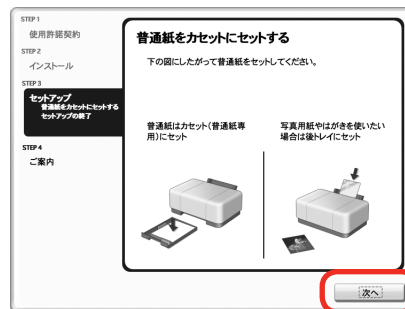 STEP 1
使用許諾契約
STEP 2
インストール
STEP 3
セットアップ
普通紙をカセットにセットする
セットアップの終了
STEP 4
ご案内
普通紙をカセットにセットする
下の図にしたがって普通紙をセットしてください。
普通紙はカセット(普通紙専
用)にセット
写真用紙やはがきを使いたい
場合は後トレイにセット
次へ